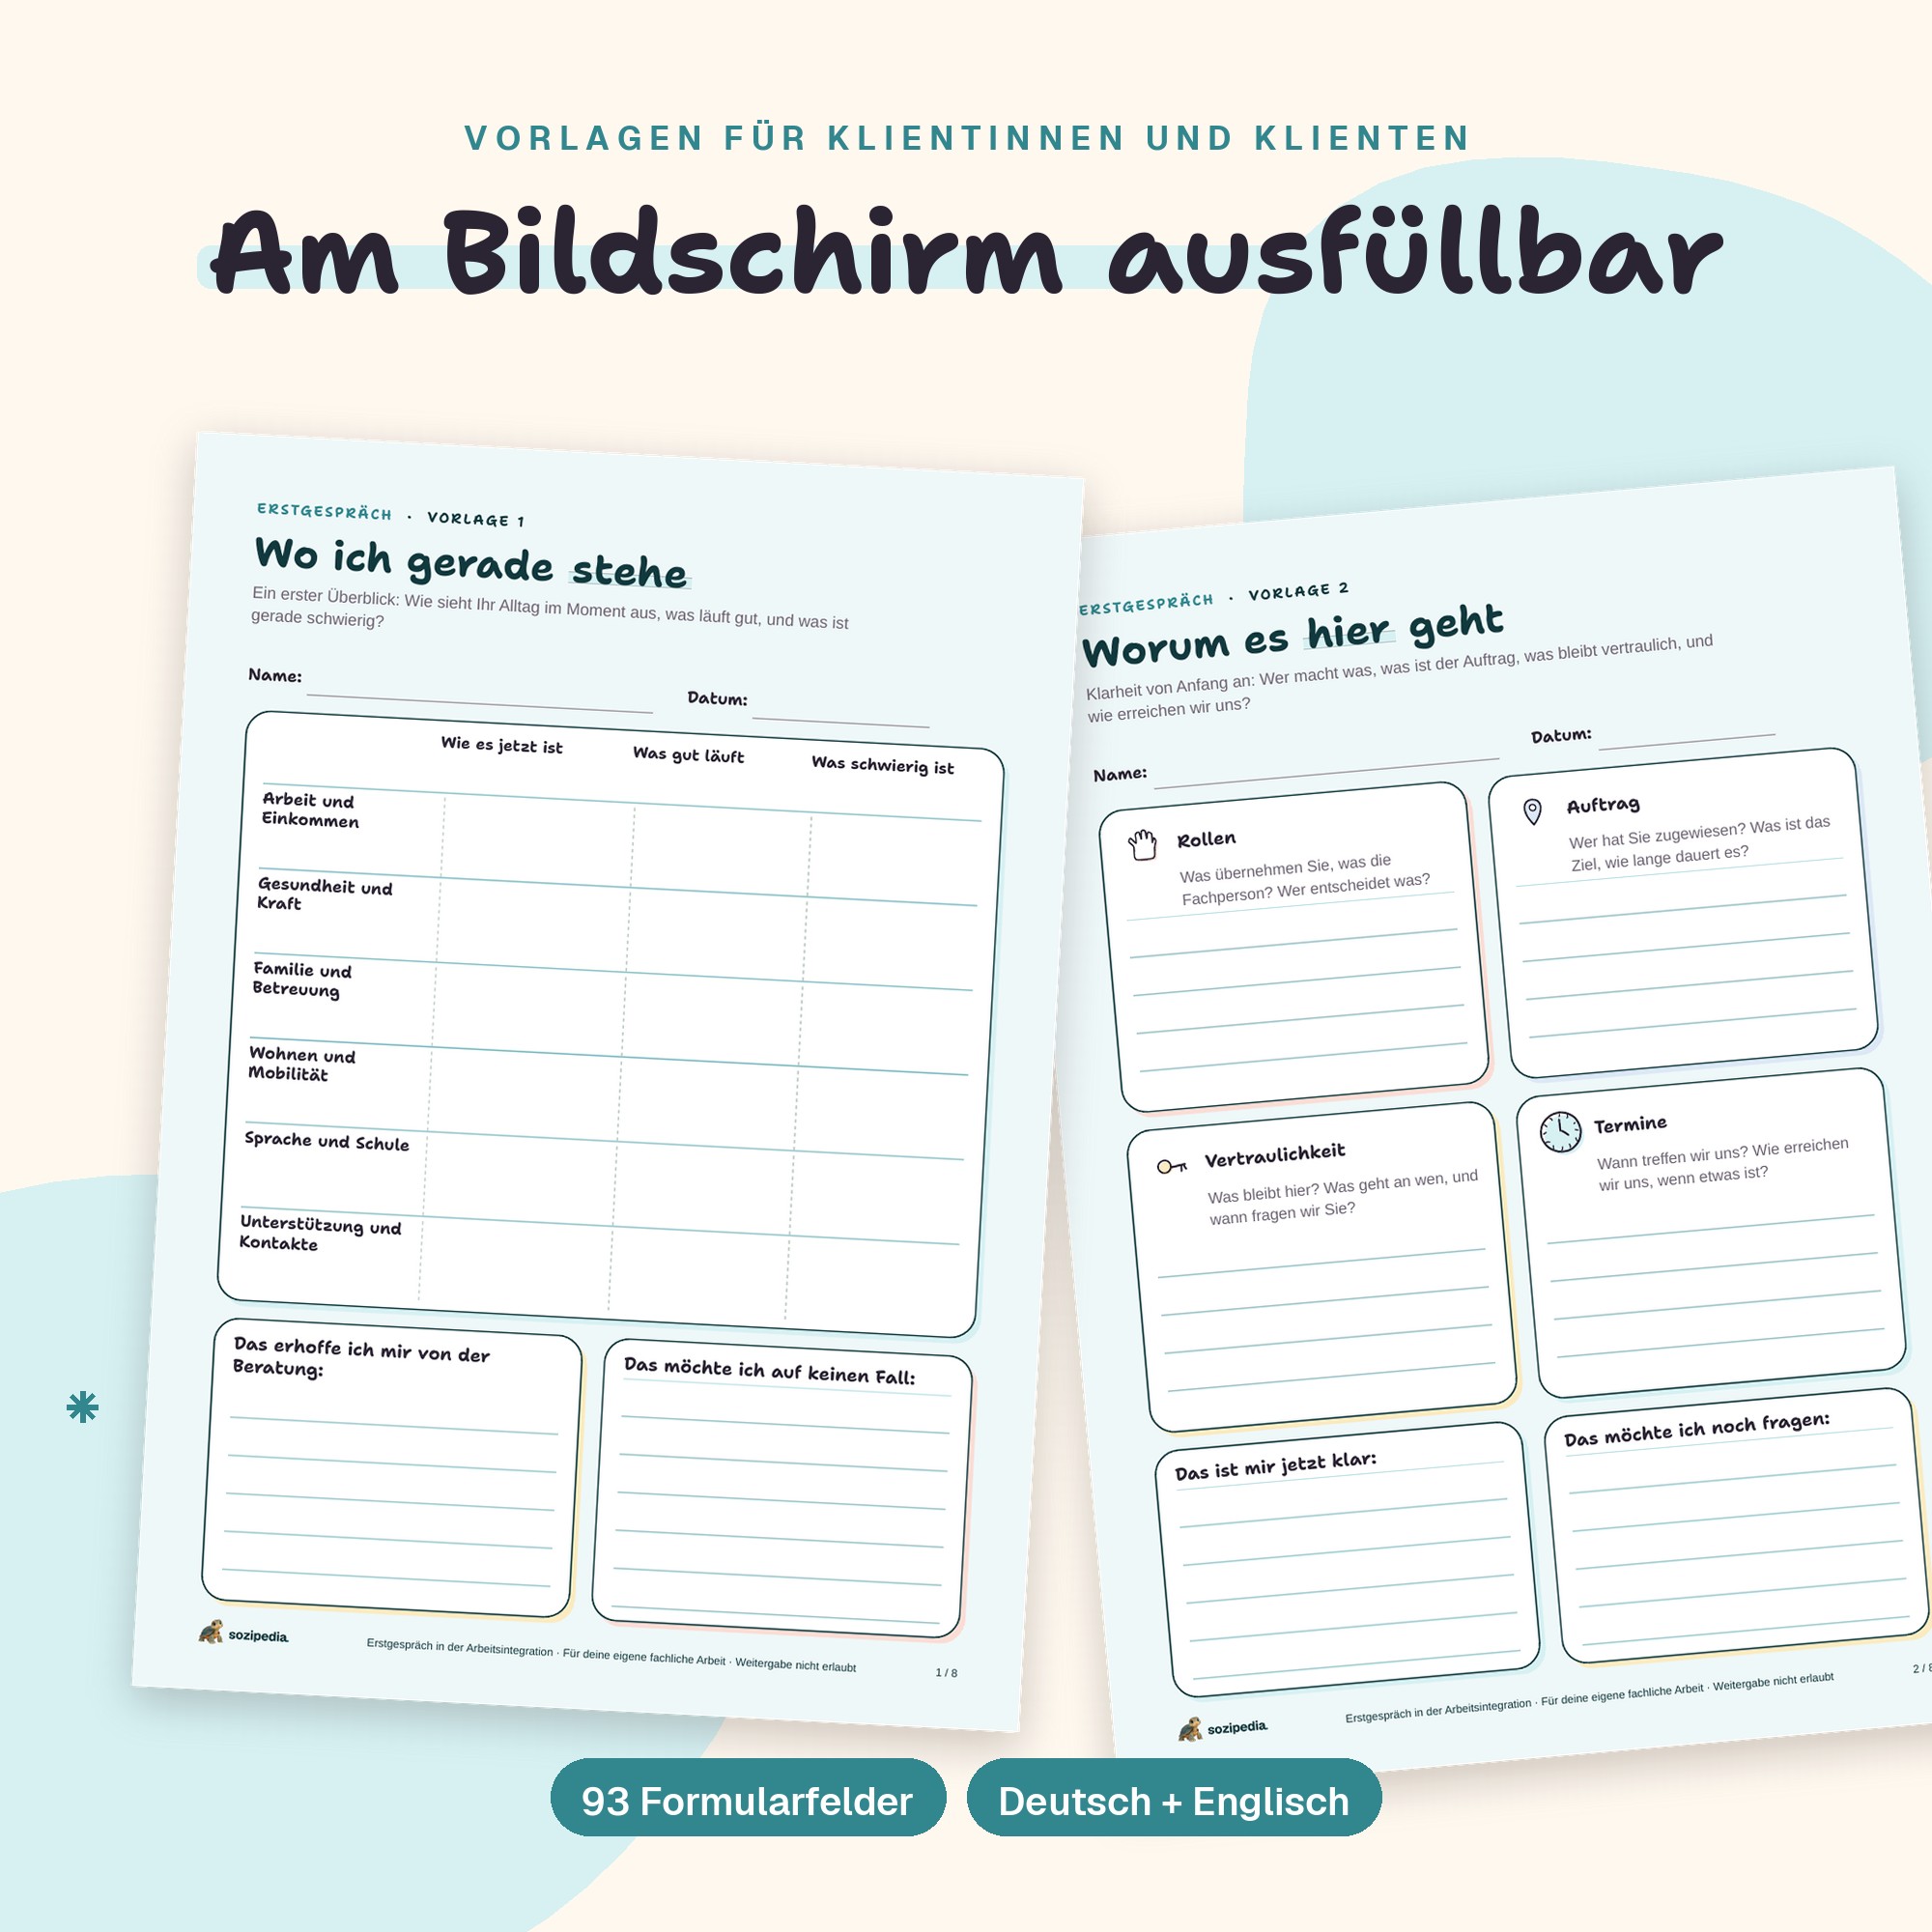 VORLAGEN FÜR KLIENTINNEN UND KLIENTEN
Am Bildschirm ausfüllbar
ERSTGESPRÄCH · VORLAGE 1
Wo ich gerade stehe
Ein erster Überblick: Wie sieht Ihr Alltag im Moment aus, was läuft gut, und was ist
gerade schwierig?
Name:
Datum:
Wie es jetzt ist
Was gut läuft
Was schwierig ist
Arbeit und
Einkommen
Gesundheit und
Kraft
Familie und
Betreuung
Wohnen und
Mobilität
Sprache und Schule
Unterstützung und
Kontakte
Das erhoffe ich mir von der
Beratung:
Das möchte ich auf keinen Fall:
sozipedia.
Erstgespräch in der Arbeitsintegration · Für deine eigene fachliche Arbeit · Weitergabe nicht erlaubt
1 / 8
ERSTGESPRÄCH · VORLAGE 2
Worum es hier geht
Klarheit von Anfang an: Wer macht was, was ist der Auftrag, was bleibt vertraulich, und
wie erreichen wir uns?
Name:
Datum:
Rollen
Was übernehmen Sie, was die
Fachperson? Wer entscheidet was?
Auftrag
Wer hat Sie zugewiesen? Was ist das
Ziel, wie lange dauert es?
Vertraulichkeit
Was bleibt hier? Was geht an wen, und
wann fragen wir Sie?
Termine
Wann treffen wir uns? Wie erreichen
wir uns, wenn etwas ist?
Das ist mir jetzt klar:
Das möchte ich noch fragen:
sozipedia.
Erstgespräch in der Arbeitsintegration · Für deine eigene fachliche Arbeit · Weitergabe nicht erlaubt
2 / 8
93 Formularfelder
Deutsch + Englisch